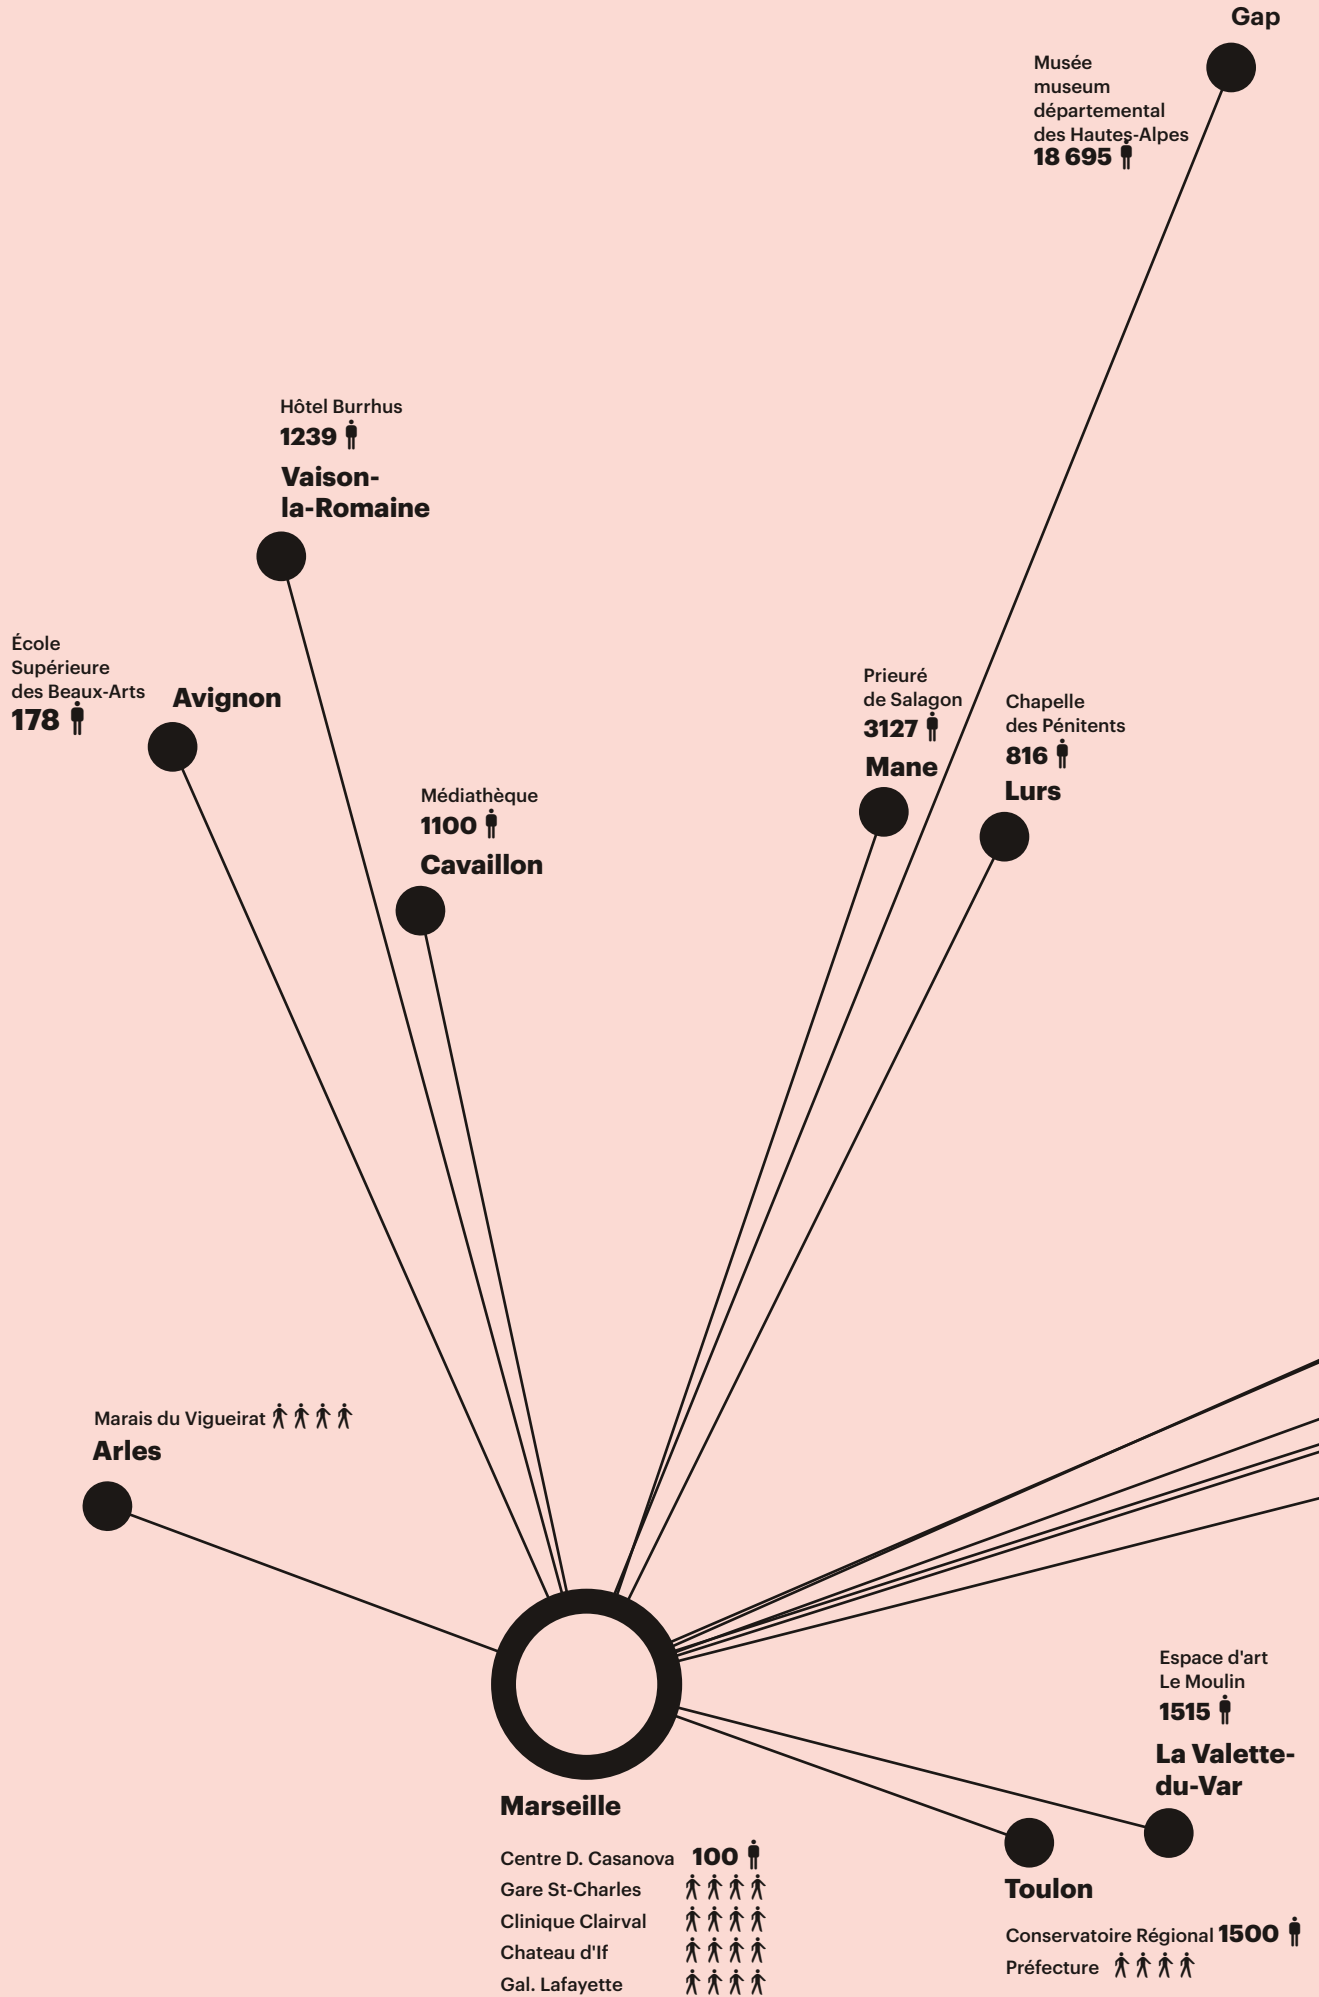 Gap
Musée
museum
départemental
des Hautes-Alpes
18 695
Hôtel Burrhus
1239
Vaison-
la-Romaine
École
Supérieure
des Beaux-Arts
178
Avignon
Médiathèque
1100
Cavaillon
Prieuré
de Salagon
3127
Mane
Chapelle
des Pénitents
816
Lurs
Marais du Vigueirat
Arles
Espace d'art
Le Moulin
1515
La Valette-
du-Var
Marseille
Centre D. Casanova 100
Gare St-Charles
Clinique Clairval
Chateau d'If
Gal. Lafayette
Toulon
Conservatoire Régional 1500
Préfecture